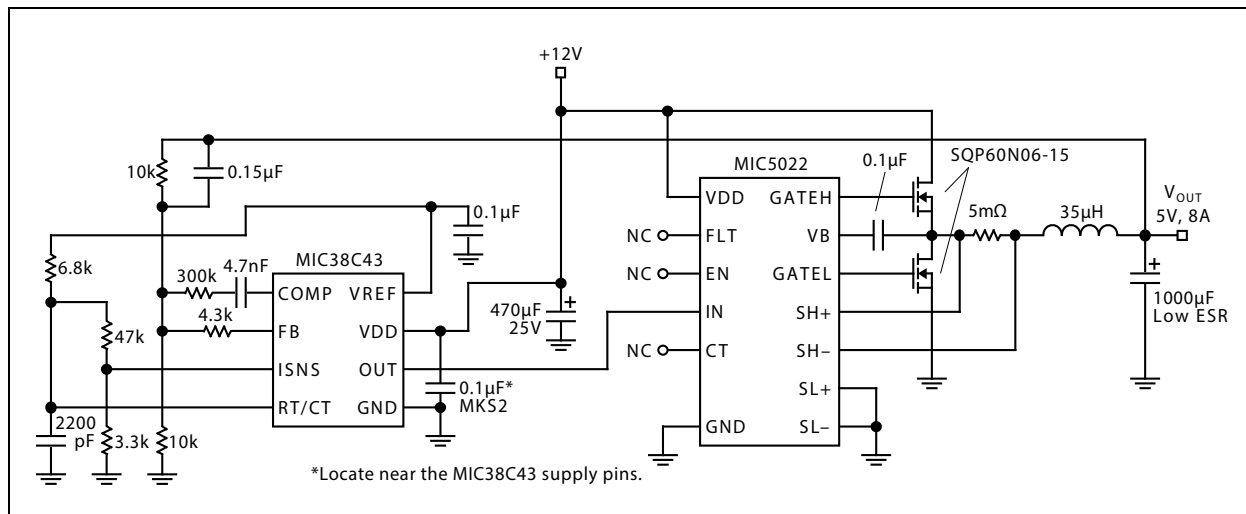 +12V
10k
0.15µF
0.1µF
6.8k
300k
4.7nF
4.3k
47k
MIC38C43
COMP
VREF
FB
VDD
ISNS
OUT
RT/CT
GND
2200
pF
3.3k
10k
470µF
25V
0.1µF*
MKS2
*Locate near the MIC38C43 supply pins.
MIC5022
VDD
GATEH
NC
FLT
VB
NC
EN
GATEL
IN
SH+
NC
CT
SH–
SL+
GND
SL–
0.1µF
SQP60N06-15
5mΩ
35µH
VOUT
5V, 8A
1000µF
Low ESR